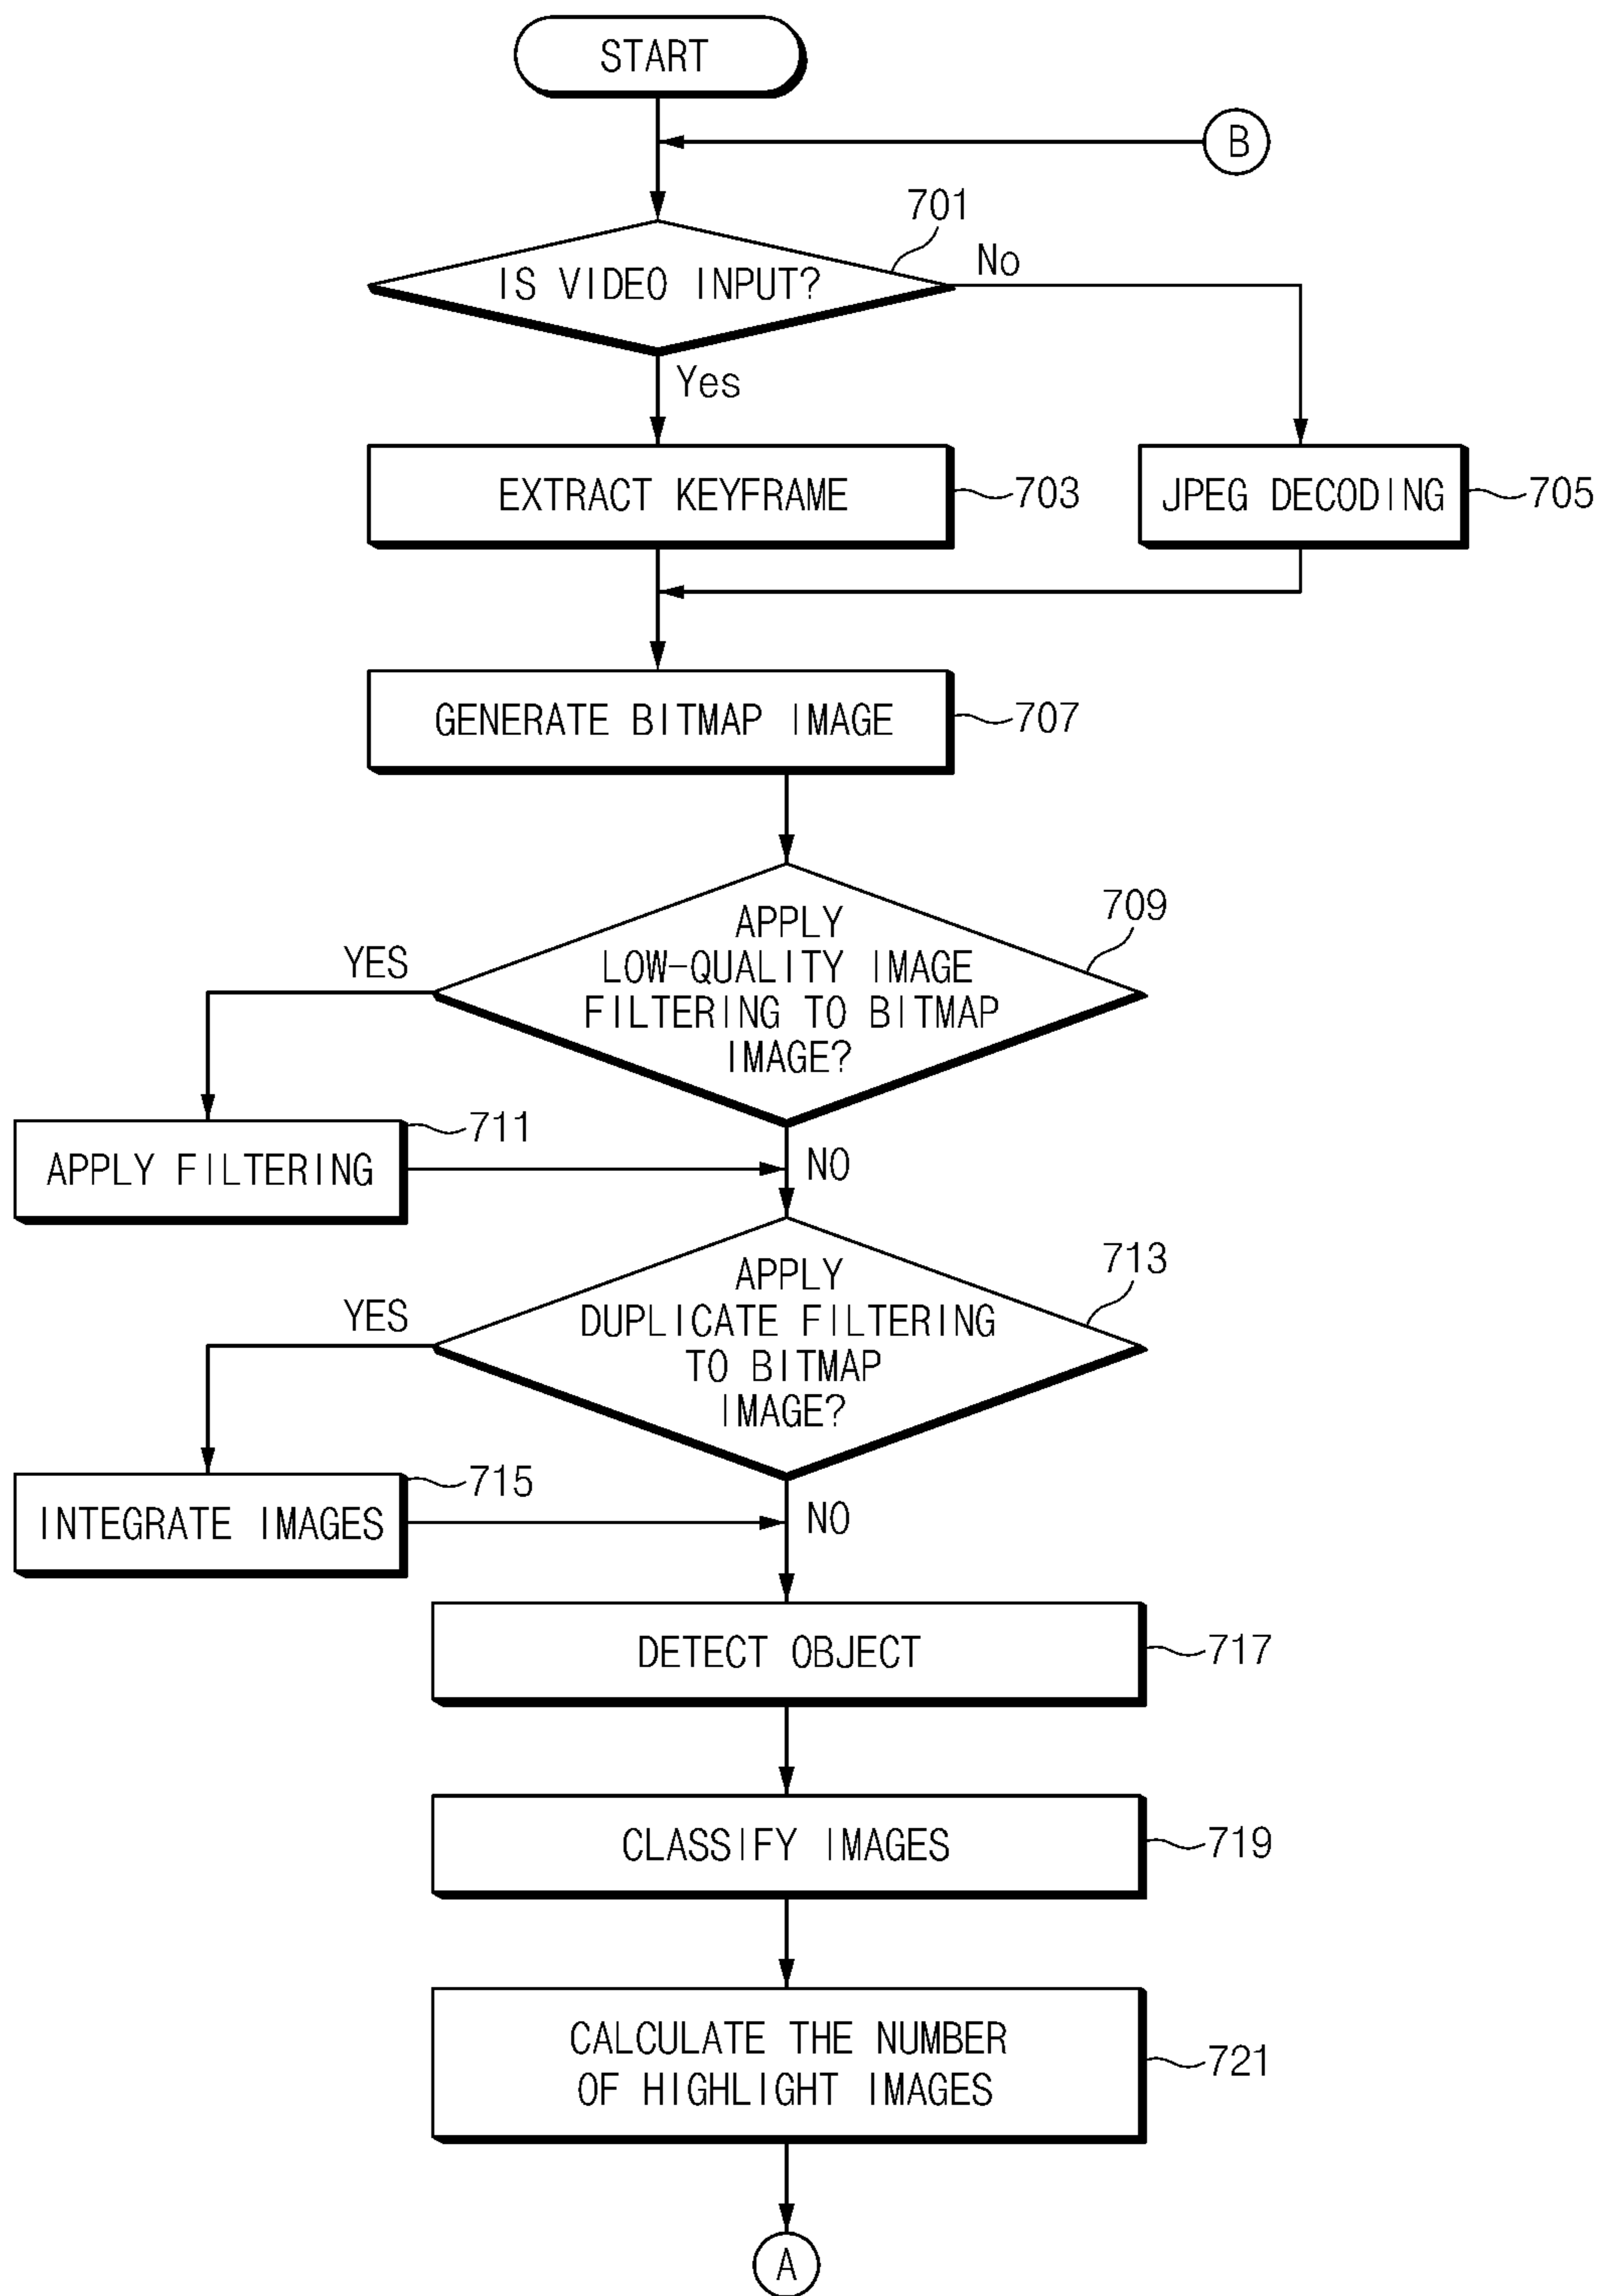 START
B
701
IS VIDEO INPUT?
No
Yes
EXTRACT KEYFRAME
703
JPEG DECODING
705
GENERATE BITMAP IMAGE
707
709
APPLY
LOW-QUALITY IMAGE
FILTERING TO BITMAP
IMAGE?
YES
711
APPLY FILTERING
NO
713
APPLY
DUPLICATE FILTERING
TO BITMAP
IMAGE?
YES
715
INTEGRATE IMAGES
NO
DETECT OBJECT
717
CLASSIFY IMAGES
719
CALCULATE THE NUMBER
OF HIGHLIGHT IMAGES
721
A